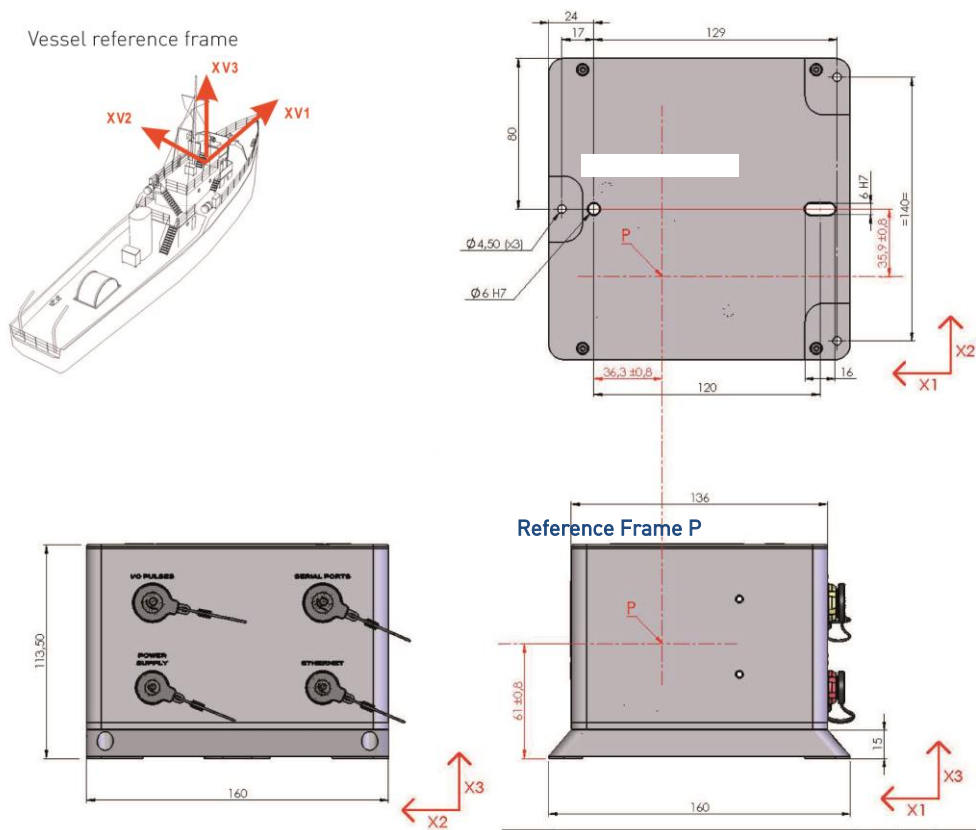 Vessel reference frame
XV3
XV2
XV1
24
17
129
80
6 H7
=140=
35,9 ±0,8
P
Ø4,50 (x3)
Ø6 H7
36,3 ±0,8
16
120
X2
X1
136
Reference Frame P
I/O PULSES
SERIAL PORTS
P
113,50
POWER
SUPPLY
ETHERNET
61 ±0,8
15
X3
X3
160
X2
160
X1